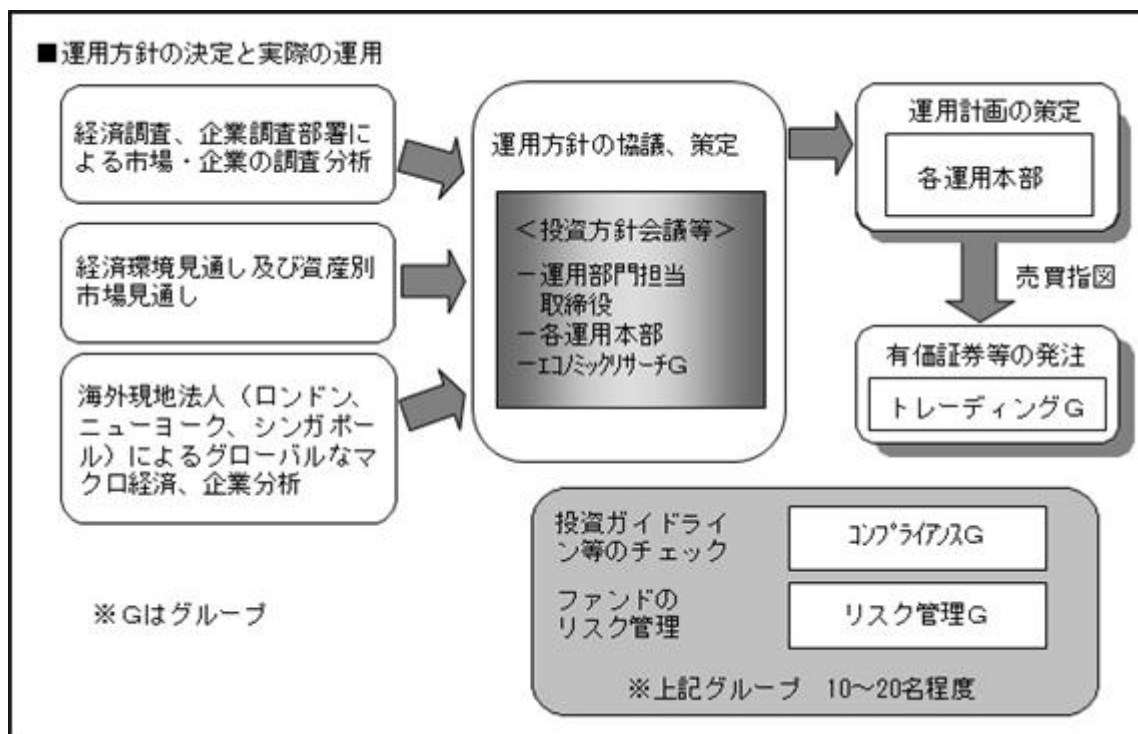 ■運用方針の決定と実際の運用
経済調査、企業調査部署に
よる市場・企業の調査分析
経済環境見通し及び資産別
市場見通し
海外現地法人（ロンドン、
ニューヨーク、シンガポー
ル）によるグローバルなマ
クロ経済、企業分析
※Gはグループ
運用方針の協議、策定
＜投資方針会議等＞
－運用部門担当
取締役
－各運用本部
－ｴｺﾉﾐｯｸﾘｻｰﾁG
運用計画の策定
各運用本部
売買指図
有価証券等の発注
トレーディングG
投資ガイドライ
ン等のチェック
ｺﾝﾌﾟﾗｲｱﾝｽG
ファンドの
リスク管理
リスク管理G
※上記グループ　10～20名程度